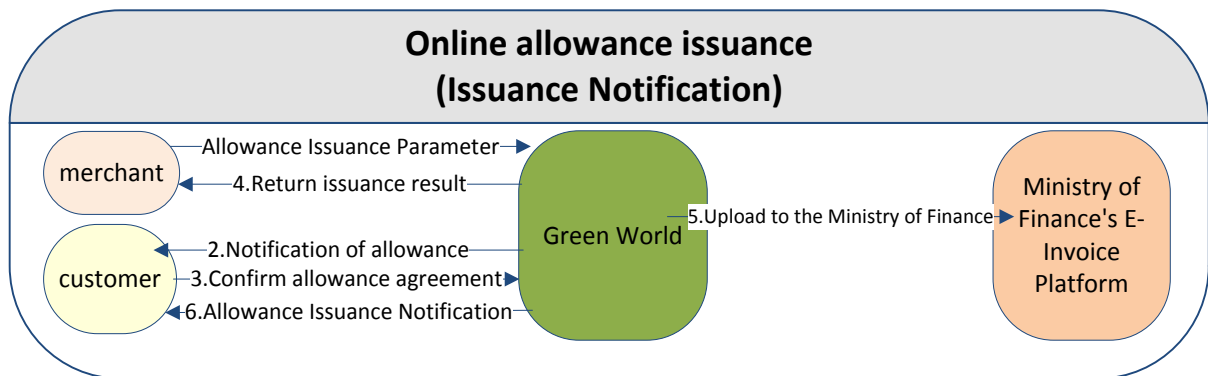 Online allowance issuance
(Issuance Notification)
merchant
Allowance Issuance Parameter
4.Return issuance result
customer
2.Notification of allowance
3.Confirm allowance agreement
6.Allowance Issuance Notification
Green World
5.Upload to the Ministry of Finance
Ministry of
Finance's E-
Invoice
Platform